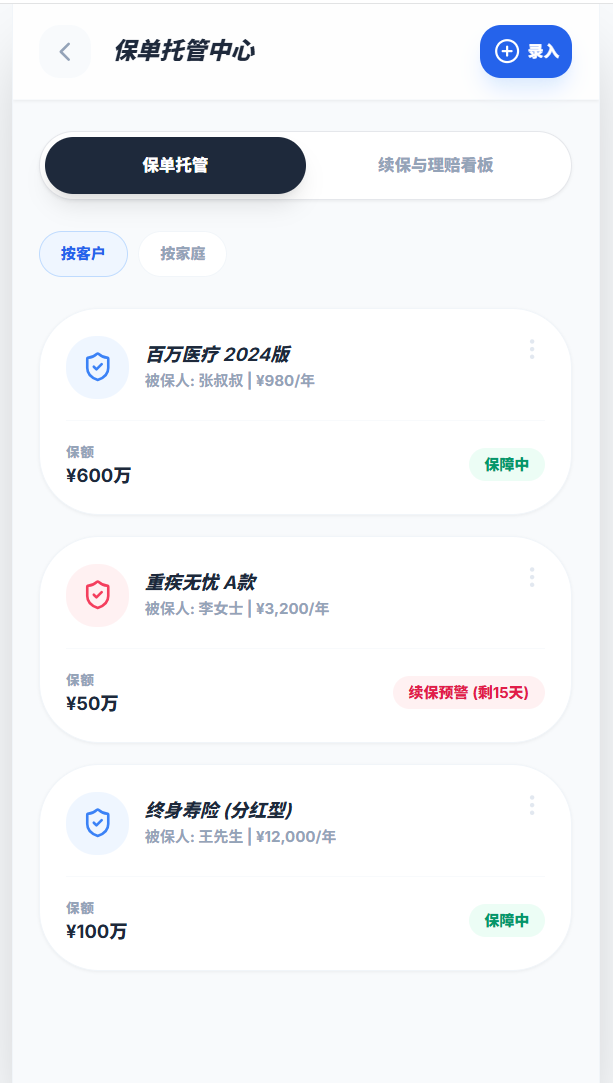 保单托管中心
录入
保单托管
续保与理赔看板
按客户
按家庭
百万医疗 2024版
被保人: 张叔叔 | ¥980/年
保额
¥600万
保障中
重疾无忧 A款
被保人: 李女士 | ¥3,200/年
保额
¥50万
续保预警 (剩15天)
终身寿险 (分红型)
被保人: 王先生 | ¥12,000/年
保额
¥100万
保障中